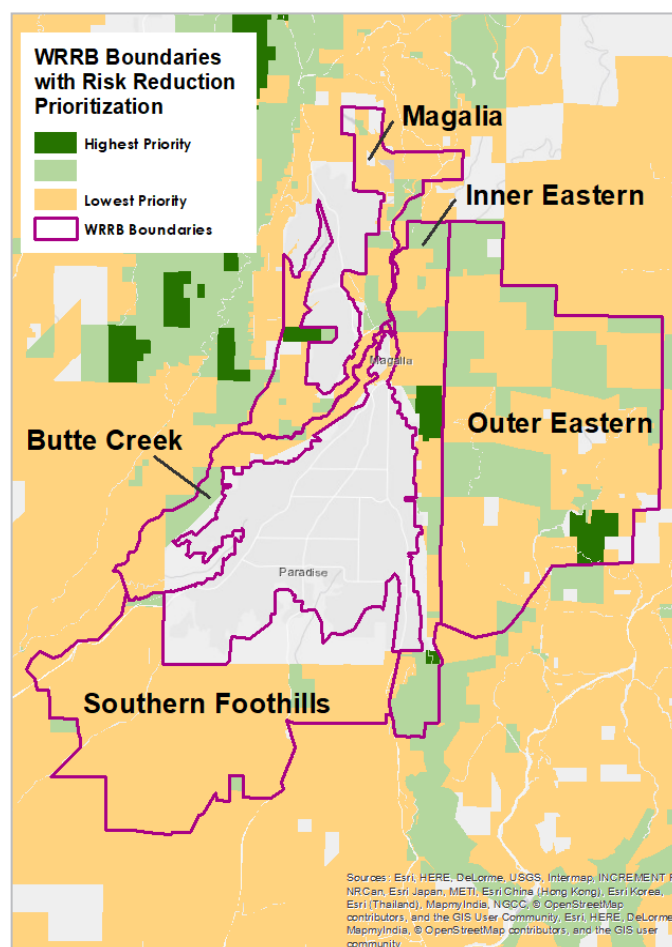 WRRB Boundaries
with Risk Reduction
Prioritization
Highest Priority
Lowest Priority
WRRB Boundaries
Magalia
Inner Eastern
Magalia
Outer Eastern
Butte Creek
Paradise
Southern Foothills
Sources: Esri, HERE, DeLorme, USGS, Intermap, INCREMENT P,
NRCan, Esri Japan, METI, Esri China (Hong Kong), Esri Korea,
Esri (Thailand), MapmyIndia, NGCC, © OpenStreetMap
contributors, and the GIS User Community, Esri, HERE, DeLorme,
MapmyIndia, © OpenStreetMap contributors, and the GIS user
community